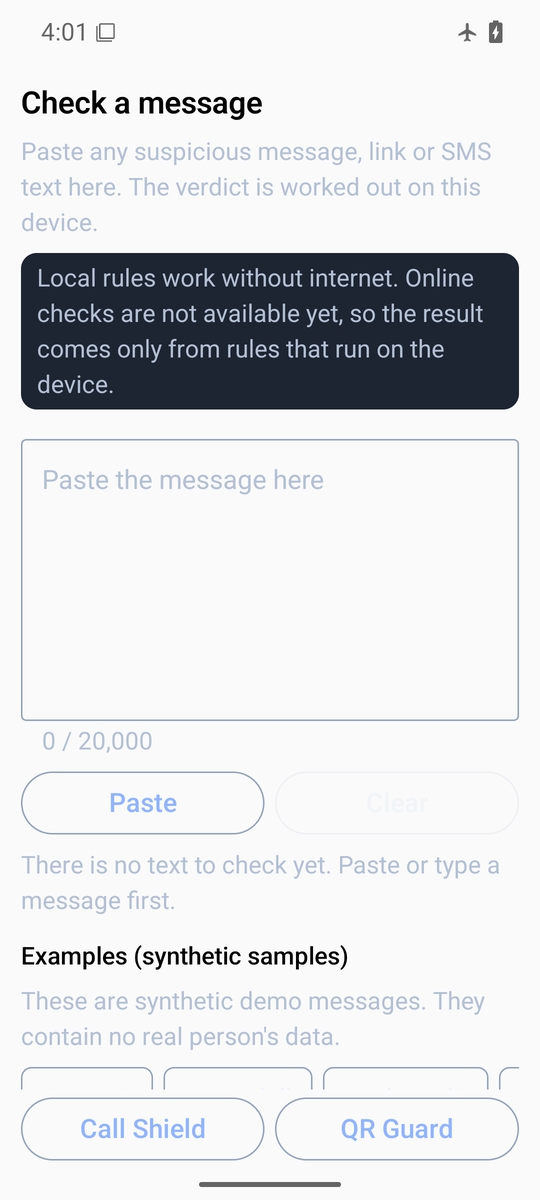 4:01
Check a message
Paste any suspicious message, link or SMS
text here. The verdict is worked out on this
device.
Local rules work without internet. Online
checks are not available yet, so the result
comes only from rules that run on the
device.
Paste the message here
0 / 20,000
Paste
Clear
There is no text to check yet. Paste or type a
message first.
Examples (synthetic samples)
These are synthetic demo messages. They
contain no real person's data.
Call Shield
QR Guard